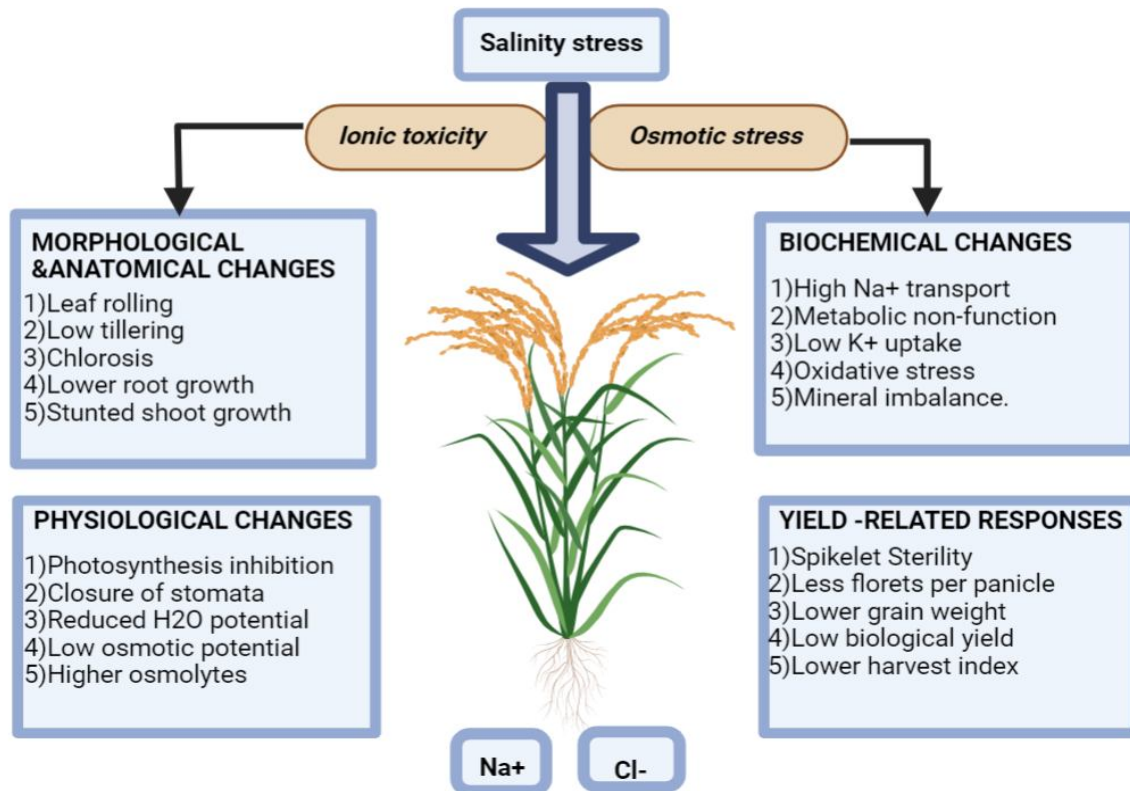 Salinity stress
Ionic toxicity
Osmotic stress
MORPHOLOGICAL
&ANATOMICAL CHANGES
1)Leaf rolling
2)Low tillering
3)Chlorosis
4)Lower root growth
5)Stunted shoot growth
BIOCHEMICAL CHANGES
1)High Na+ transport
2)Metabolic non-function
3)Low K+ uptake
4)Oxidative stress
5)Mineral imbalance.
PHYSIOLOGICAL CHANGES
1)Photosynthesis inhibition
2)Closure of stomata
3)Reduced H2O potential
4)Low osmotic potential
5)Higher osmolytes
YIELD -RELATED RESPONSES
1)Spikelet Sterility
2)Less florets per panicle
3)Lower grain weight
4)Low biological yield
5)Lower harvest index
Na+
Cl-